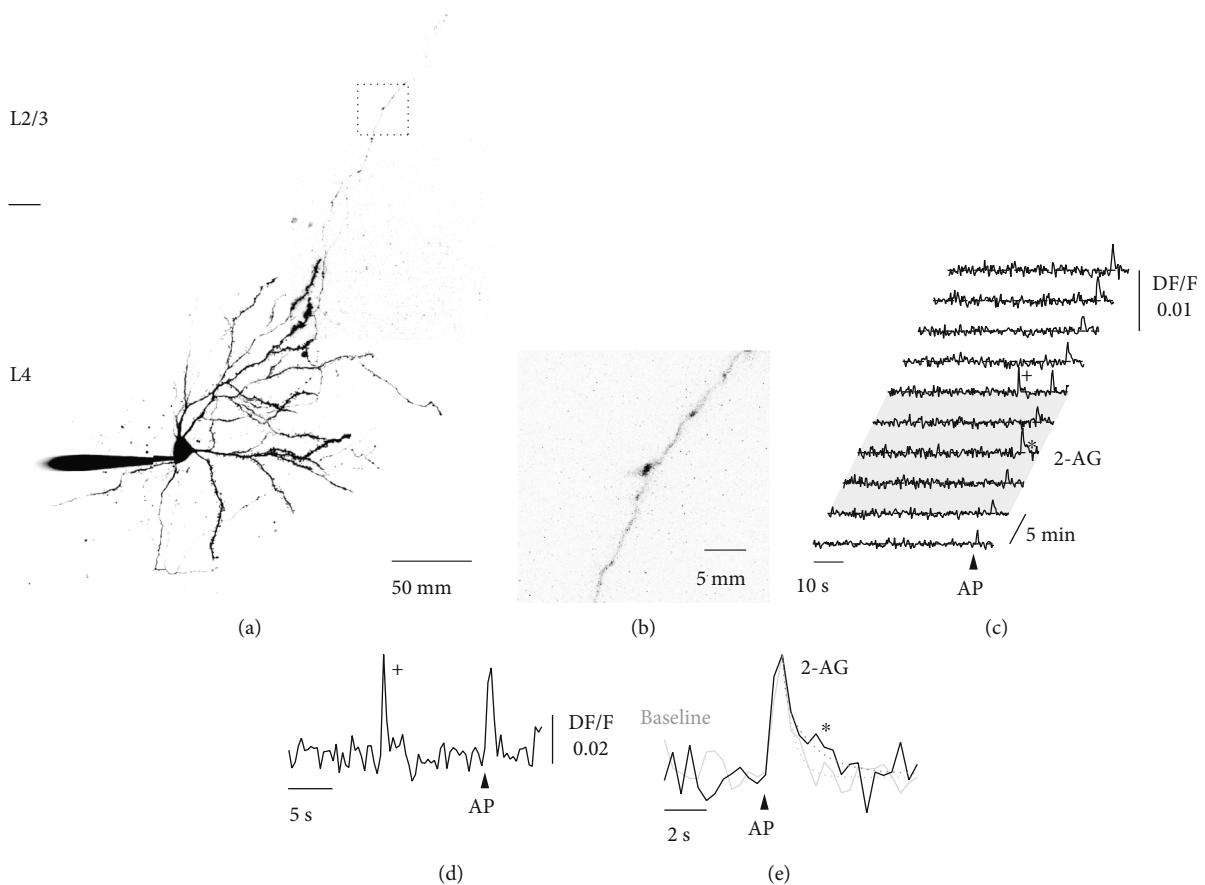 L2/3
L4
50 mm
(a)
5 mm
(b)
DF/F
0.01
+
*
2-AG
5 min
10 s
AP
(c)
+
DF/F
0.02
5 s
AP
(d)
2-AG
Baseline
*
2 s
AP
(e)